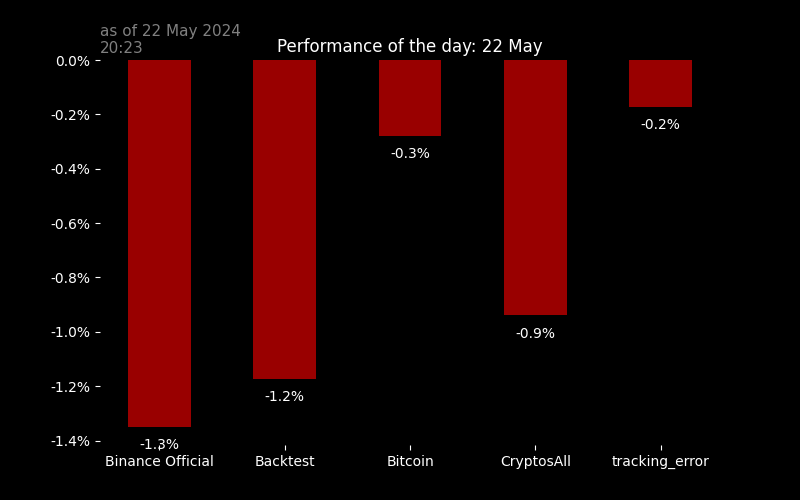 as of 22 May 2024
20:23
Performance of the day: 22 May
0.0%
-0.2%
-0.4%
-0.6%
-0.8%
-1.0%
-1.2%
-1.4%
-1.3%
-1.2%
-0.3%
-0.9%
-0.2%
Binance Official
Backtest
Bitcoin
CryptosAll
tracking_error